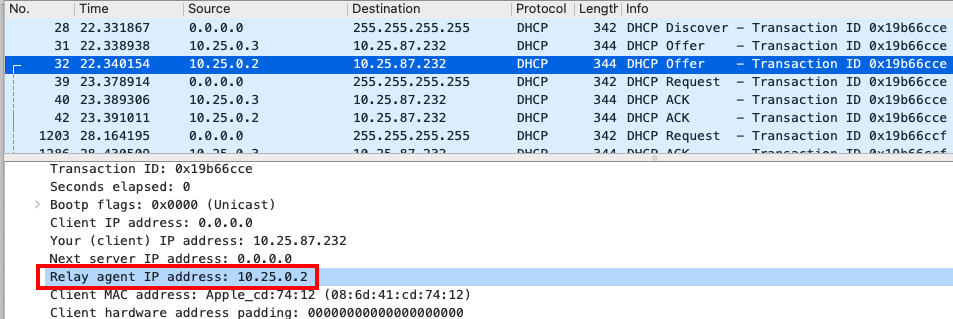 No. Time Source Destination Protocol Length Info
28 22.331867 0.0.0.0 255.255.255.255 DHCP 342 DHCP Discover – Transaction ID 0x19b66cce
31 22.338938 10.25.0.3 10.25.87.232 DHCP 344 DHCP Offer – Transaction ID 0x19b66cce
32 22.340154 10.25.0.2 10.25.87.232 DHCP 344 DHCP Offer – Transaction ID 0x19b66cce
39 23.378914 0.0.0.0 255.255.255.255 DHCP 342 DHCP Request – Transaction ID 0x19b66cce
40 23.389306 10.25.0.3 10.25.87.232 DHCP 344 DHCP ACK – Transaction ID 0x19b66cce
42 23.391011 10.25.0.2 10.25.87.232 DHCP 344 DHCP ACK – Transaction ID 0x19b66cce
1203 28.164195 0.0.0.0 255.255.255.255 DHCP 342 DHCP Request – Transaction ID 0x19b66ccf
1286 28.430509 10.25.0.3 10.25.87.232 DHCP 344 DHCP ACK – Transaction ID 0x19b66ccf
Transaction ID: 0x19b66cce
Seconds elapsed: 0
Bootp flags: 0x0000 (Unicast)
Client IP address: 0.0.0.0
Your (client) IP address: 10.25.87.232
Next server IP address: 0.0.0.0
Relay agent IP address: 10.25.0.2
Client MAC address: Apple_cd:74:12 (08:6d:41:cd:74:12)
Client hardware address padding: 00000000000000000000